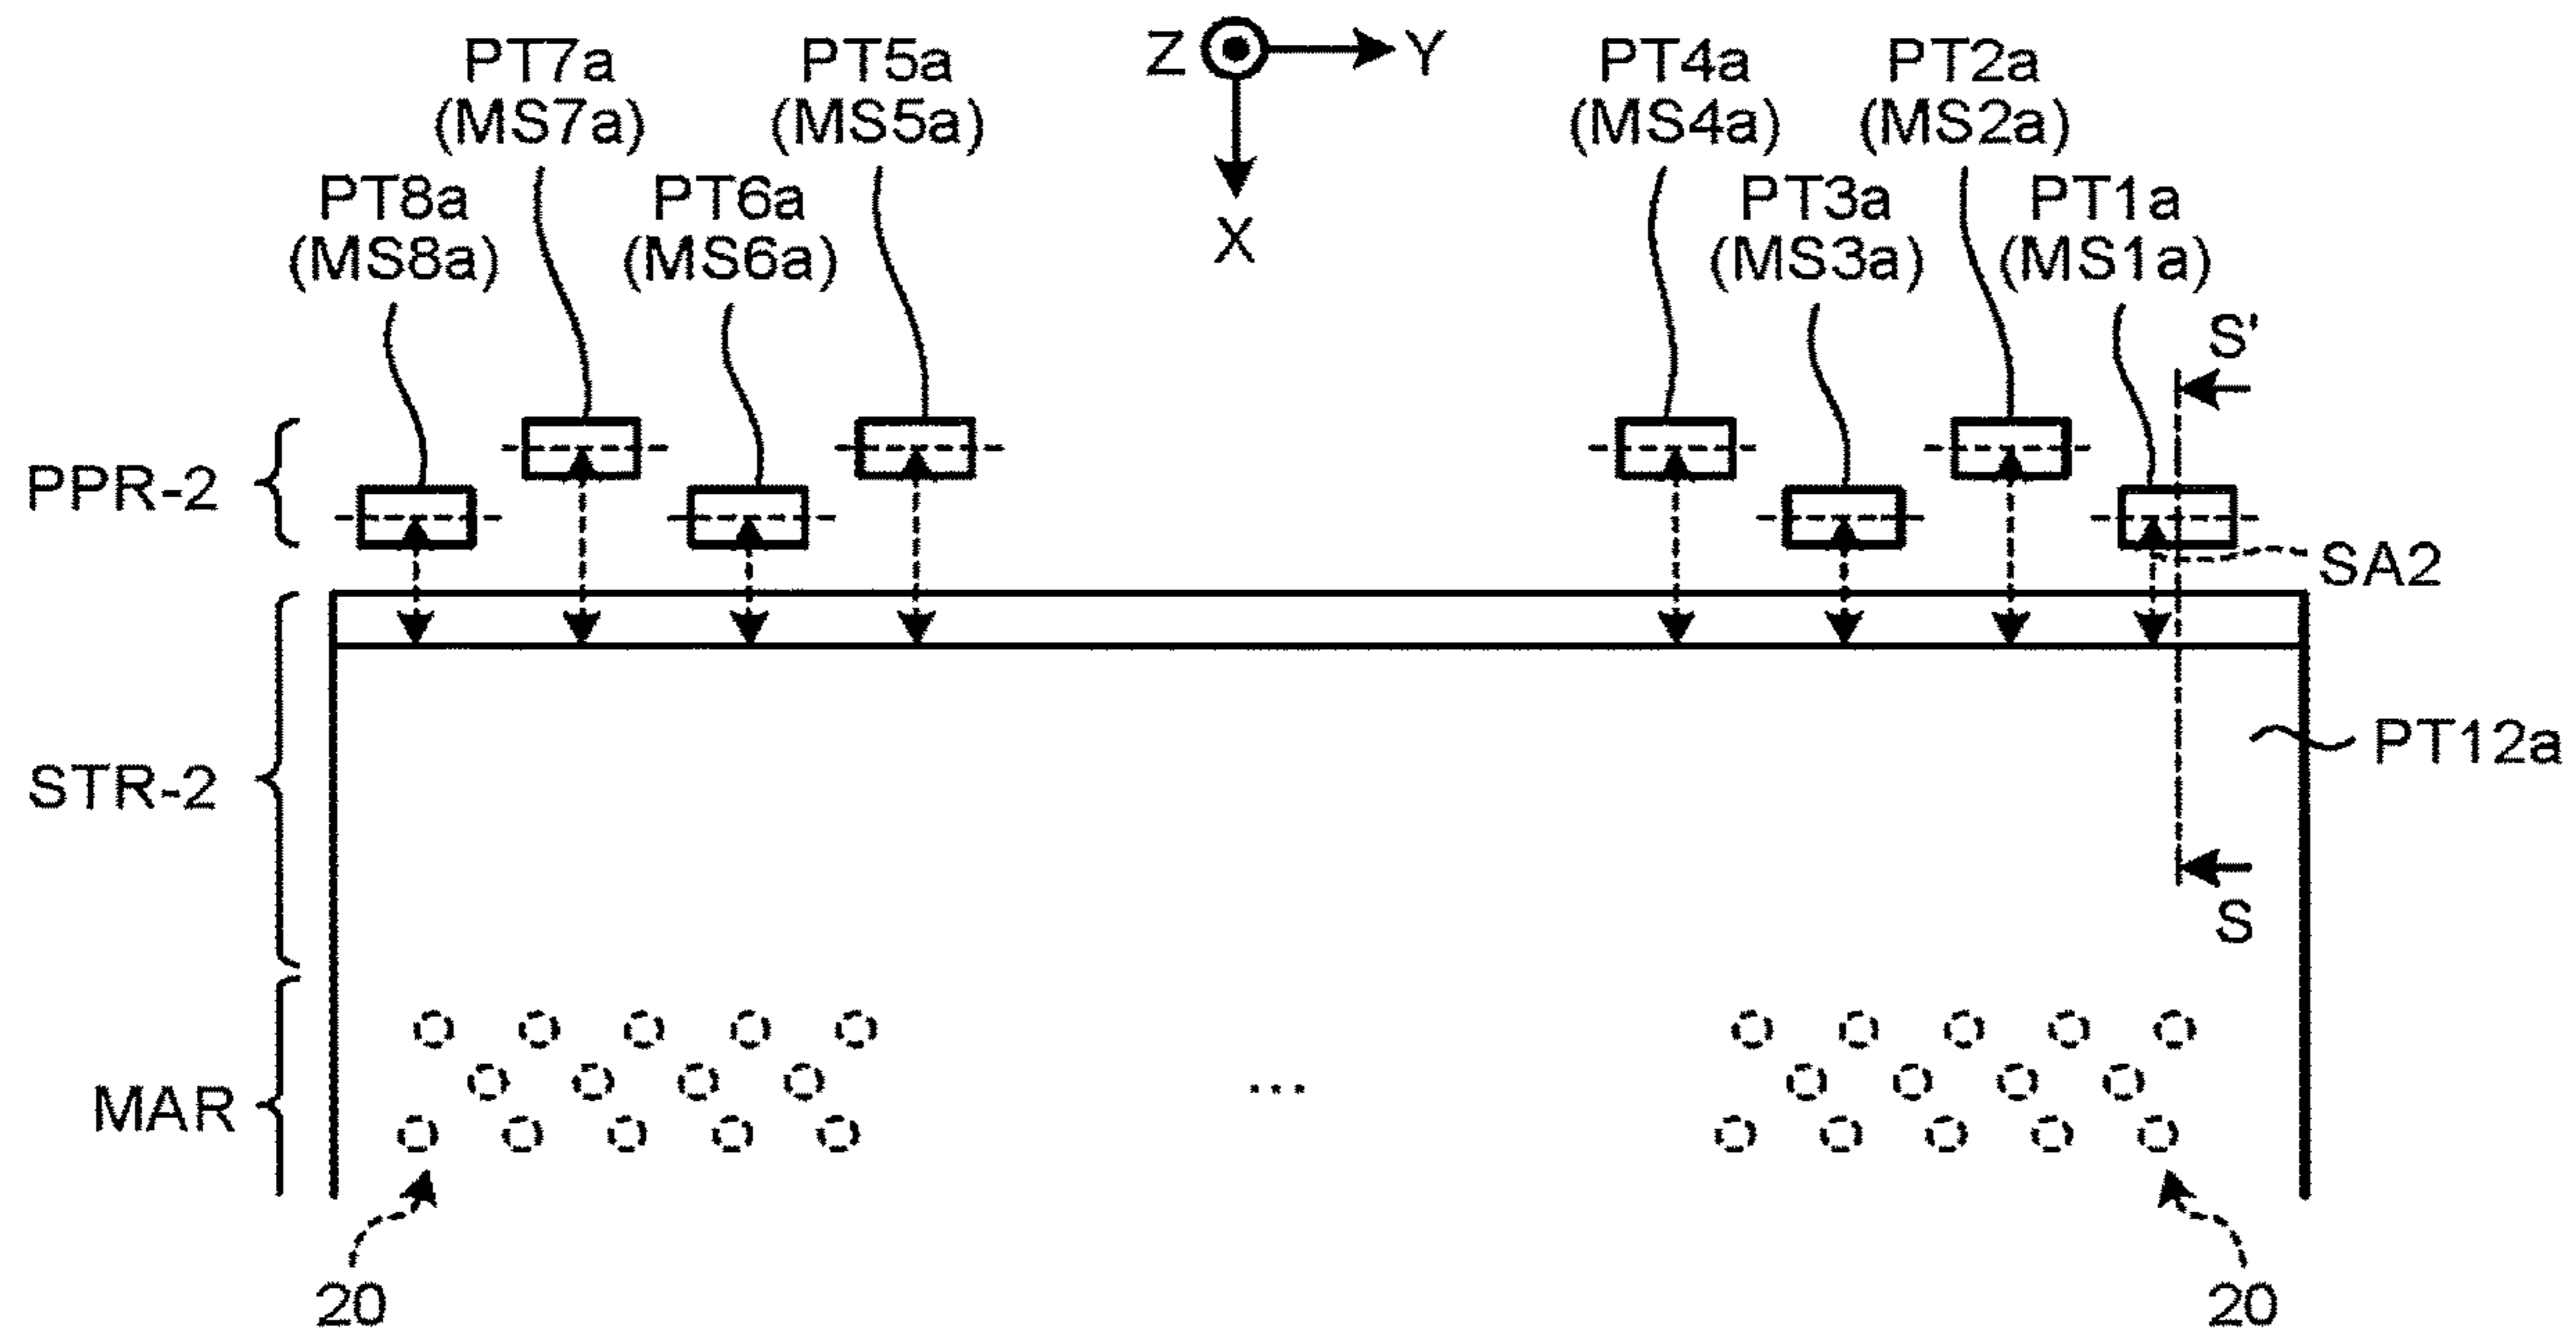 PT7a
(MS7a)
PT5a
(MS5a)
Z
Y
X
PT4a
(MS4a)
PT2a
(MS2a)
PT8a
(MS8a)
PT6a
(MS6a)
PT3a
(MS3a)
PT1a
(MS1a)
S'
PPR-2
SA2
STR-2
PT12a
S
MAR
...
20
20